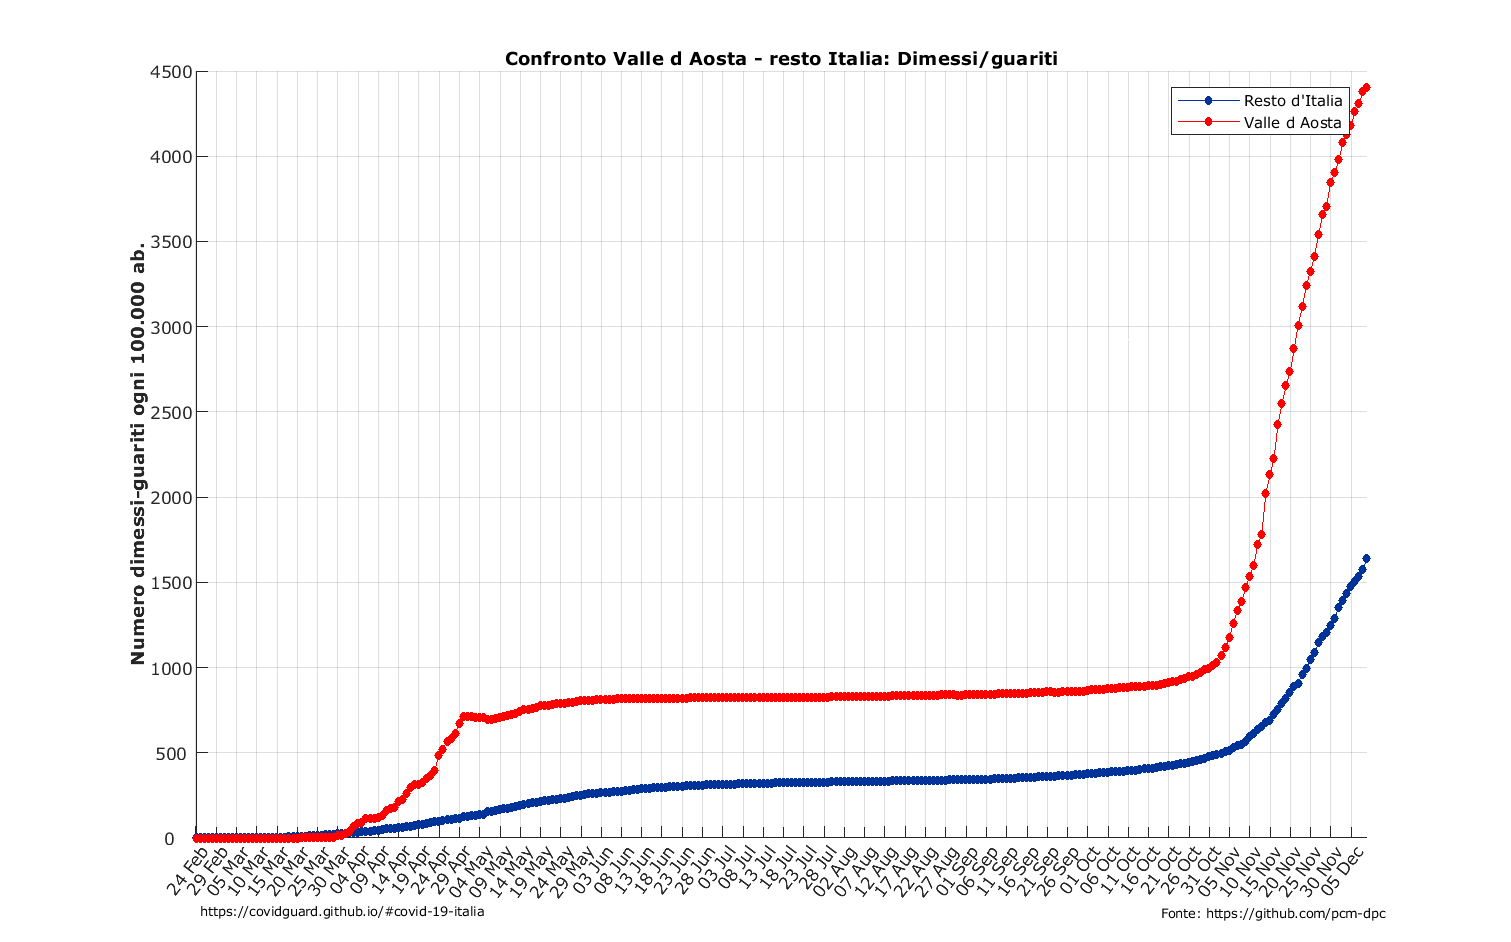 Confronto Valle d Aosta - resto Italia: Dimessi/guariti
Numero dimessi-guariti ogni 100.000 ab.
4500
4000
3500
3000
2500
2000
1500
1000
500
0
Resto d'Italia
Valle d Aosta
24 Feb
29 Feb
05 Mar
10 Mar
15 Mar
20 Mar
25 Mar
30 Mar
04 Apr
09 Apr
14 Apr
19 Apr
24 Apr
29 Apr
04 May
09 May
14 May
19 May
24 May
29 May
03 Jun
08 Jun
13 Jun
18 Jun
23 Jun
28 Jun
03 Jul
08 Jul
13 Jul
18 Jul
23 Jul
28 Jul
02 Aug
07 Aug
12 Aug
17 Aug
22 Aug
27 Aug
01 Sep
06 Sep
11 Sep
16 Sep
21 Sep
26 Sep
01 Oct
06 Oct
11 Oct
16 Oct
21 Oct
26 Oct
31 Oct
05 Nov
10 Nov
15 Nov
20 Nov
25 Nov
30 Nov
05 Dec
https://covidguard.github.io/#covid-19-italia
Fonte: https://github.com/pcm-dpc